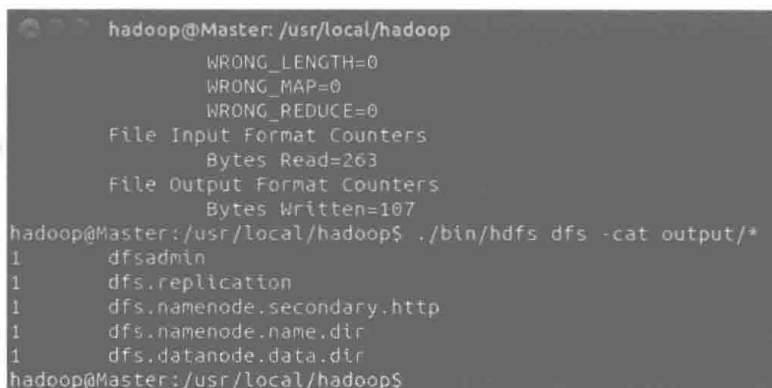 hadoop@Master: /usr/local/hadoop
WRONG_LENGTH=0
WRONG_MAP=0
WRONG_REDUCE=0
File Input Format Counters
Bytes Read=263
File Output Format Counters
Bytes Written=107
hadoop@Master:/usr/local/hadoop$ ./bin/hdfs dfs -cat output/*
1 dfsadmin
1 dfs.replication
1 dfs.namenode.secondary.http
1 dfs.namenode.name.dir
1 dfs.datanode.data.dir
hadoop@Master:/usr/local/hadoop$